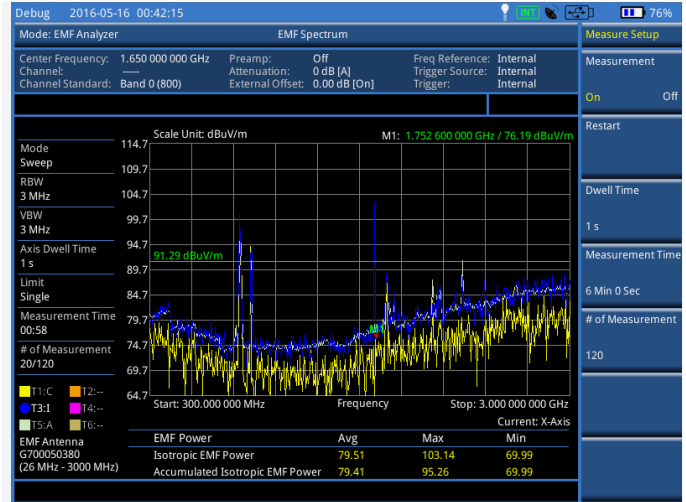 Debug 2016-05-16 00:42:15 INT 76%
Mode: EMF Analyzer EMF Spectrum Measure Setup
Center Frequency: 1.650 000 000 GHz Preamp: Off Freq Reference: Internal
Channel: ----- Attenuation: 0 dB [A] Trigger Source: Internal
Channel Standard: Band 0 (800) External Offset: 0.00 dB [On] Trigger: Internal
Measurement
On Off
Restart
Dwell Time
1 s
Measurement Time
6 Min 0 Sec
# of Measurement
120
Mode
Sweep
RBW
3 MHz
VBW
3 MHz
Axis Dwell Time
1 s
Limit
Single
Measurement Time
00:58
# of Measurement
20/120
T1:C T2:--
T3:I T4:--
T5:A T6:--
EMF Antenna
G700050380
(26 MHz - 3000 MHz)
Scale Unit: dBuV/m M1: 1.752 600 000 GHz / 76.19 dBuV/m
114.7
109.7
104.7
99.7
94.7
91.29 dBuV/m
89.7
84.7
79.7
M1
74.7
69.7
64.7
Start: 300.000 000 MHz Frequency Stop: 3.000 000 000 GHz
Current: X-Axis
EMF Power Avg Max Min
Isotropic EMF Power 79.51 103.14 69.99
Accumulated Isotropic EMF Power 79.41 95.26 69.99